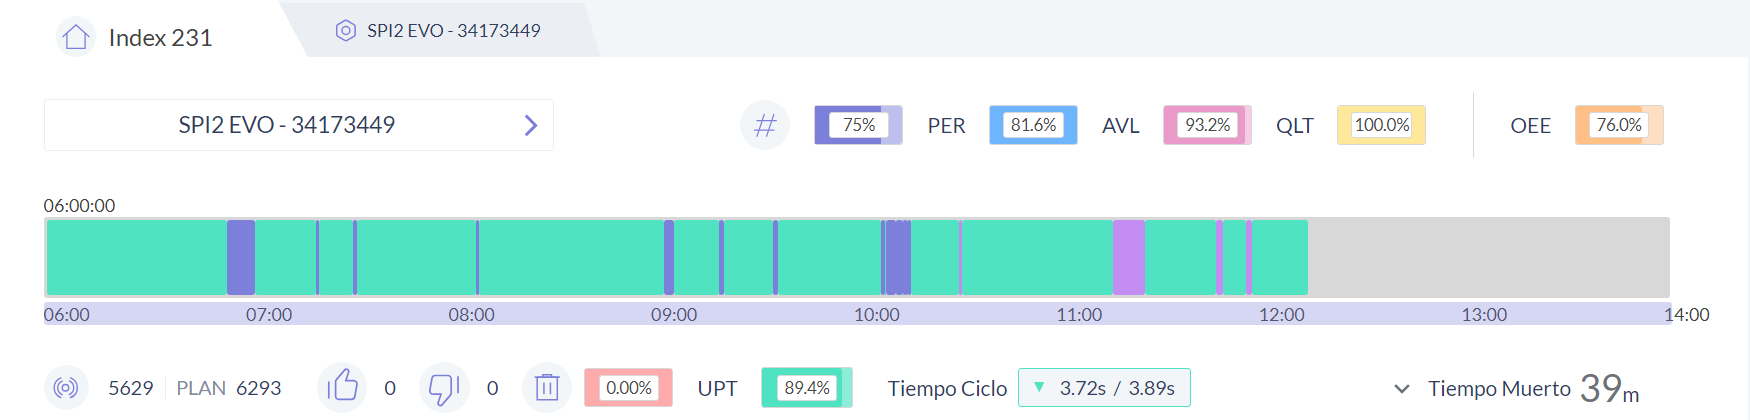 Index 231
SPI2 EVO - 34173449
SPI2 EVO - 34173449
75% PER 81.6% AVL 93.2% QLT 100.0% OEE 76.0%
06:00:00
06:00 07:00 08:00 09:00 10:00 11:00 12:00 13:00 14:00
5629 PLAN 6293 0 0 0.00% UPT 89.4% Tiempo Ciclo ▼ 3.72s / 3.89s Tiempo Muerto 39m